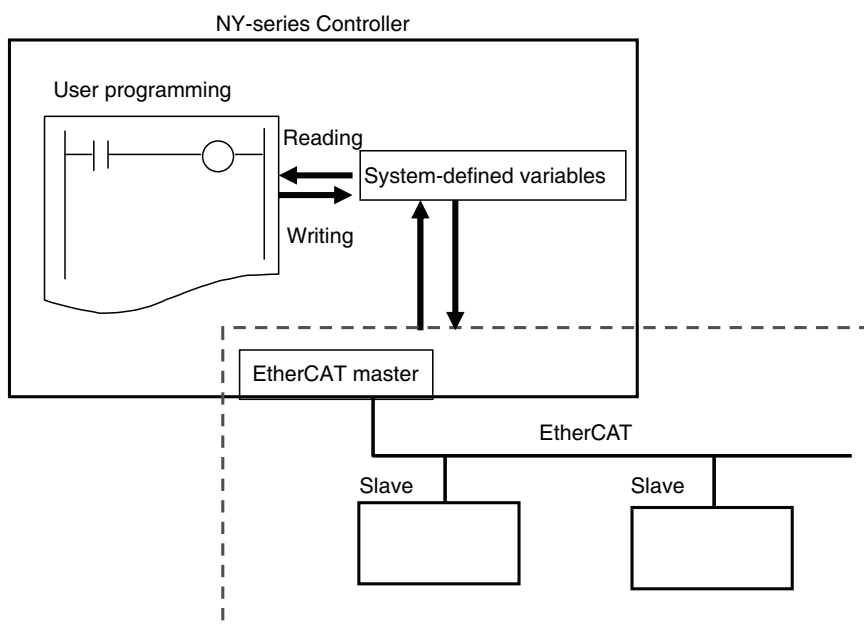 NY-series Controller
User programming
Reading
System-defined variables
Writing
EtherCAT master
EtherCAT
Slave
Slave